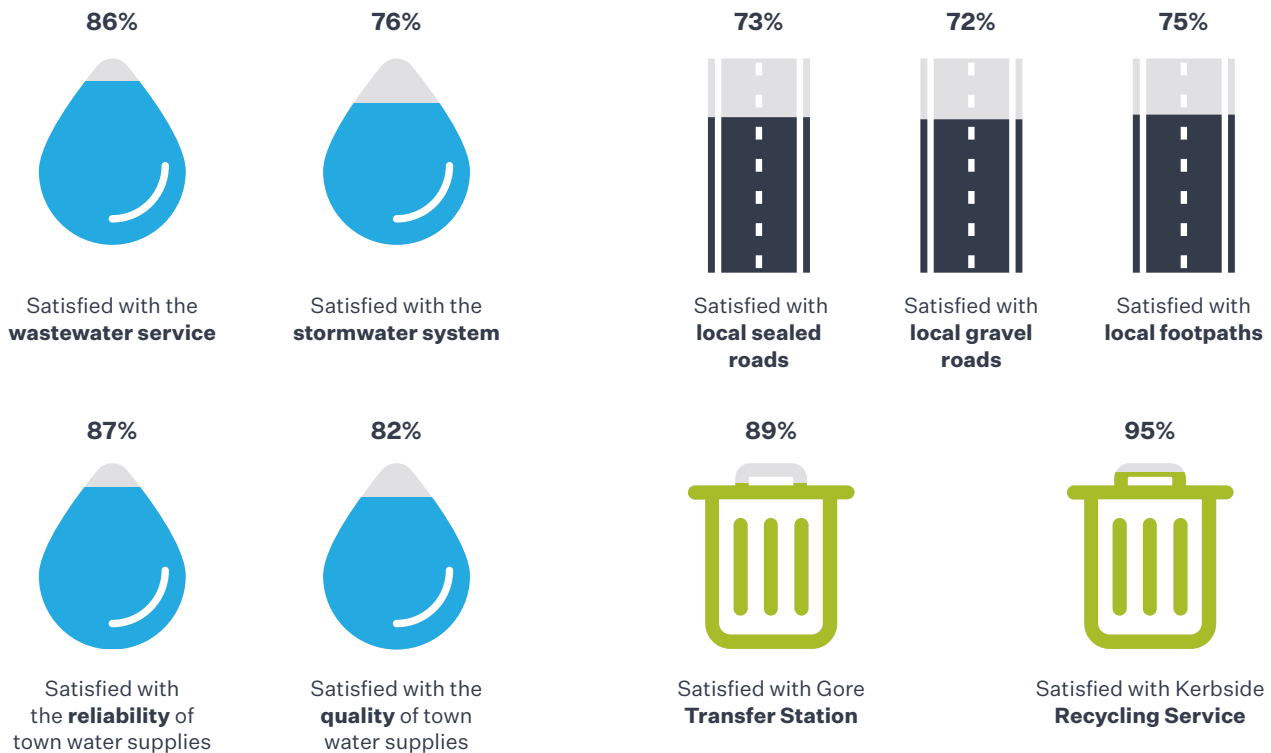 86%
Satisfied with the
wastewater service
76%
Satisfied with the
stormwater system
73%
Satisfied with
local sealed
roads
72%
Satisfied with
local gravel
roads
75%
Satisfied with
local footpaths
87%
Satisfied with
the reliability of
town water supplies
82%
Satisfied with the
quality of town
water supplies
89%
Satisfied with Gore
Transfer Station
95%
Satisfied with Kerbside
Recycling Service